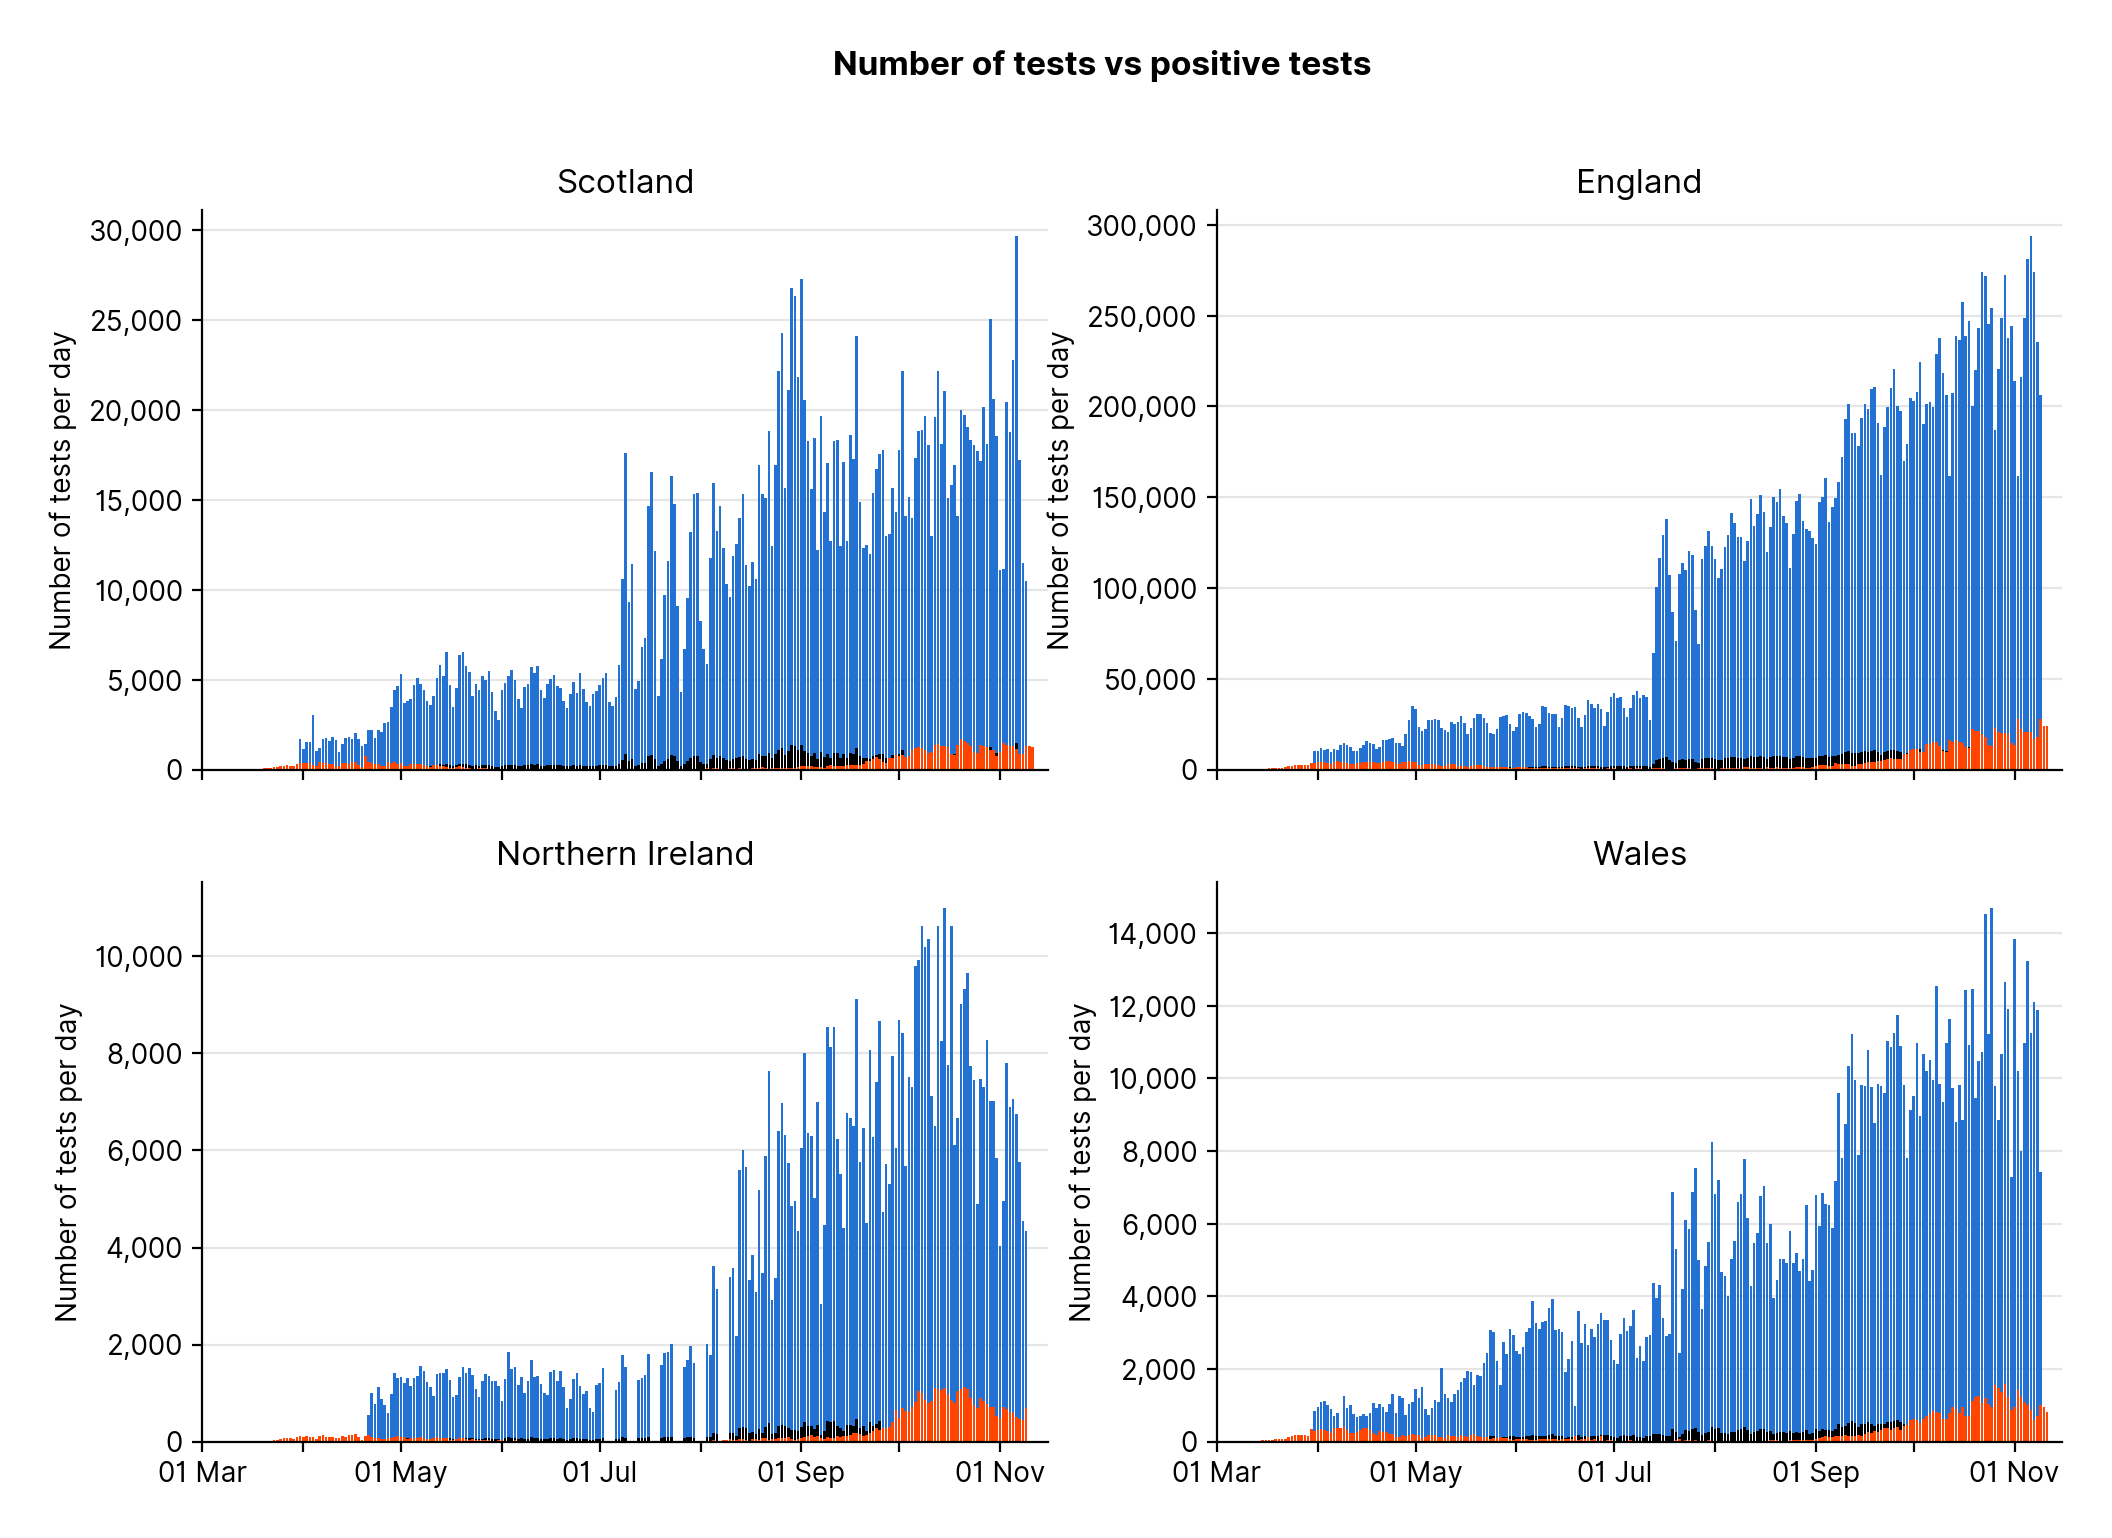 Number of tests vs positive tests
Scotland
30,000
25,000
20,000
15,000
10,000
5,000
0
Number of tests per day
England
300,000
250,000
200,000
150,000
100,000
50,000
0
Number of tests per day
Northern Ireland
10,000
8,000
6,000
4,000
2,000
0
Number of tests per day
01 Mar
01 May
01 Jul
01 Sep
01 Nov
Wales
14,000
12,000
10,000
8,000
6,000
4,000
2,000
0
Number of tests per day
01 Mar
01 May
01 Jul
01 Sep
01 Nov